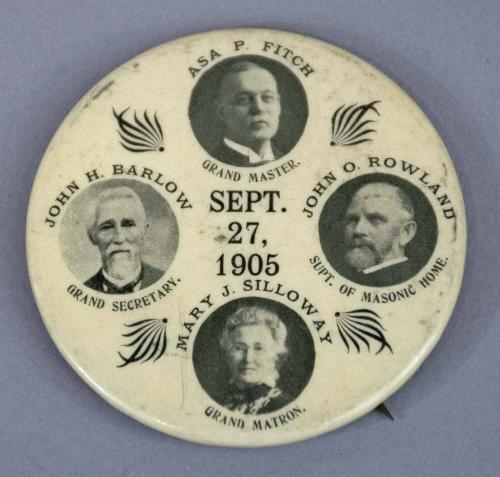 ASA P. FITCH
GRAND MASTER.
JOHN H. BARLOW
GRAND SECRETARY.
SEPT.
27,
1905
JOHN O. ROWLAND
SUPT. OF MASONIC HOME.
MARY J. SILLOWAY
GRAND MATRON.